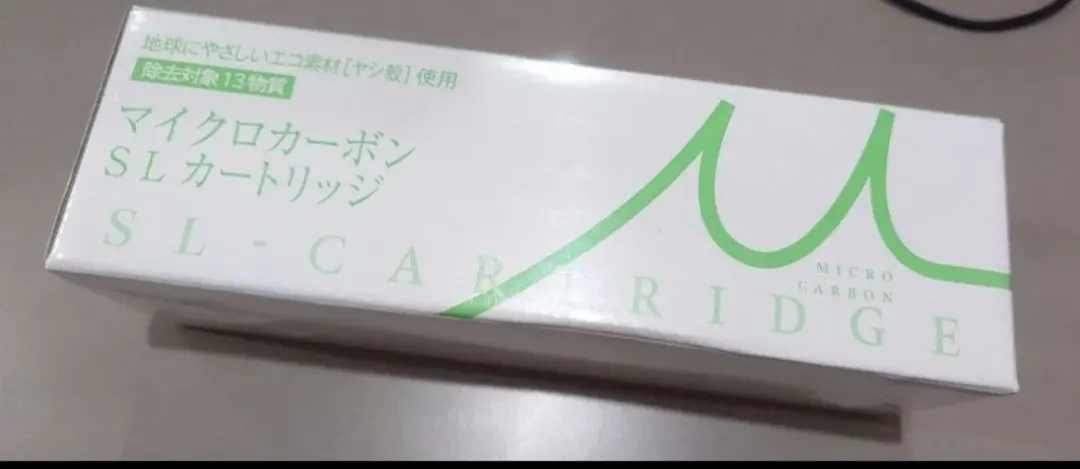 地球にやさしいエコ素材［ヤシ殻］使用
除去対象13物質
マイクロカーボン
SLカートリッジ
SL-CARTRIDGE
MICRO
CARBON